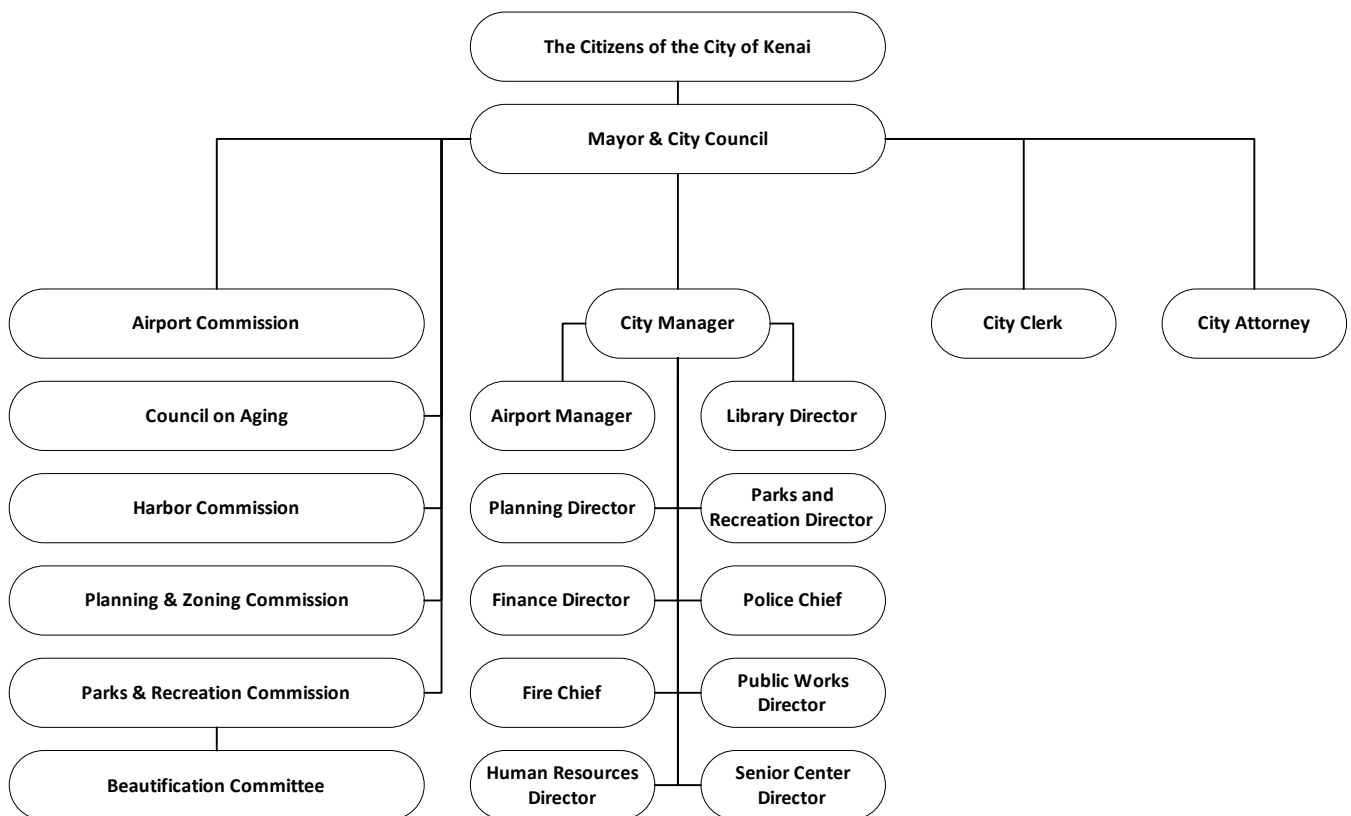 The Citizens of the City of Kenai
Mayor & City Council
Airport Commission
City Manager
City Clerk
City Attorney
Council on Aging
Airport Manager
Library Director
Harbor Commission
Planning Director
Parks and
Recreation Director
Planning & Zoning Commission
Finance Director
Police Chief
Parks & Recreation Commission
Fire Chief
Public Works
Director
Beautification Committee
Human Resources
Director
Senior Center
Director